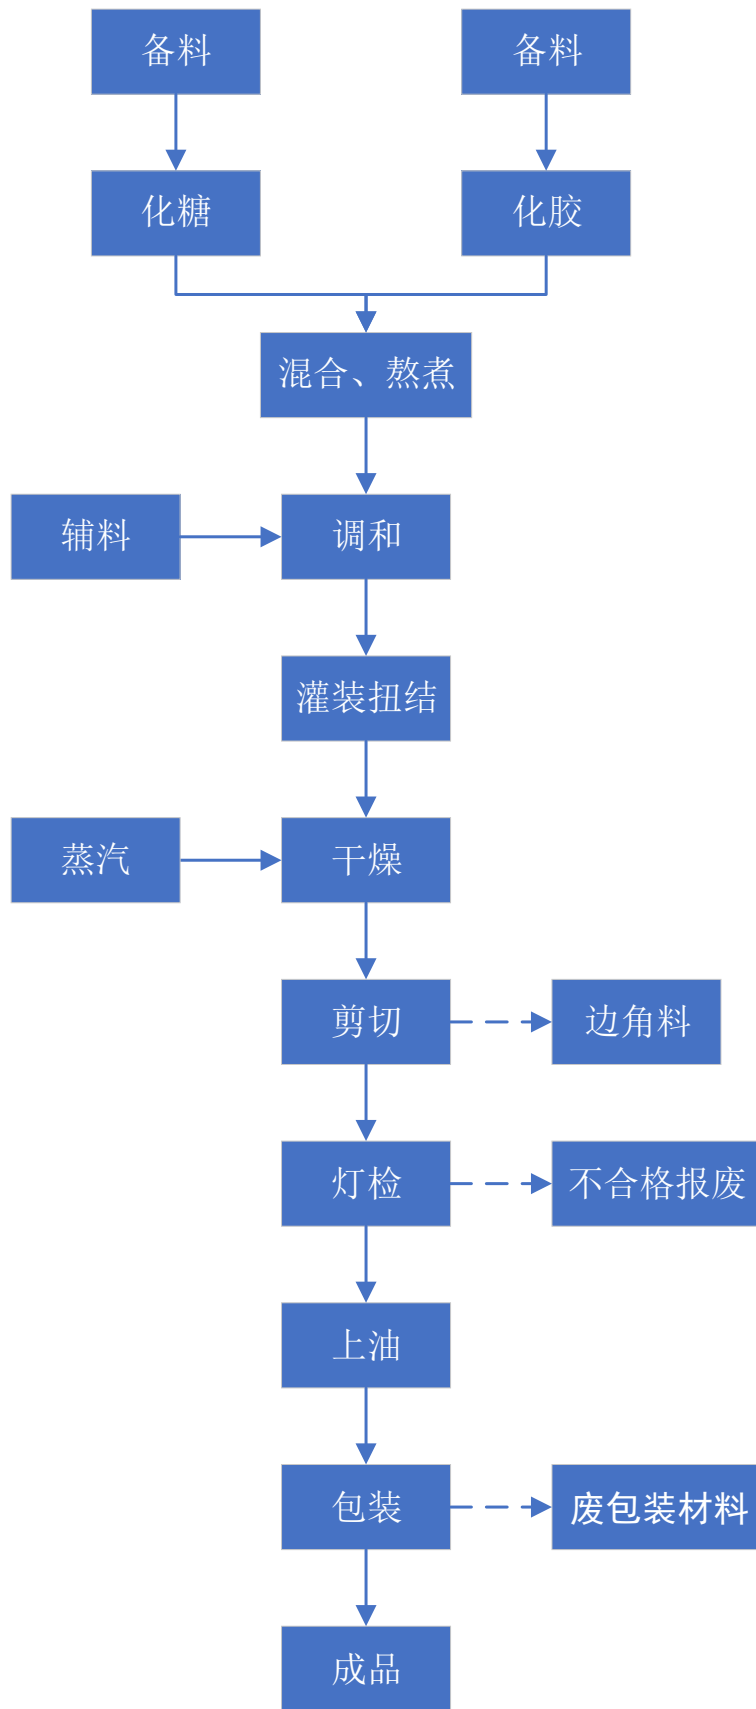 备料
备料
化糖
化胶
混合、熬煮
辅料
调和
灌装扭结
蒸汽
干燥
剪切
边角料
灯检
不合格报废
上油
包装
废包装材料
成品